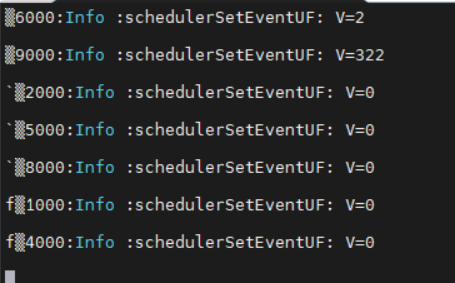 ▒6000:Info :schedulerSetEventUF: V=2
▒9000:Info :schedulerSetEventUF: V=322
`▒2000:Info :schedulerSetEventUF: V=0
`▒5000:Info :schedulerSetEventUF: V=0
`▒8000:Info :schedulerSetEventUF: V=0
f▒1000:Info :schedulerSetEventUF: V=0
f▒4000:Info :schedulerSetEventUF: V=0